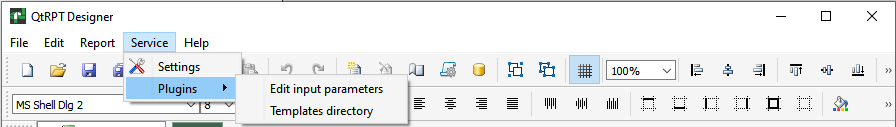 QtRPT Designer
File Edit Report Service Help
Settings
100%
Plugins
Edit input parameters
MS Shell Dlg 2
8
Templates directory